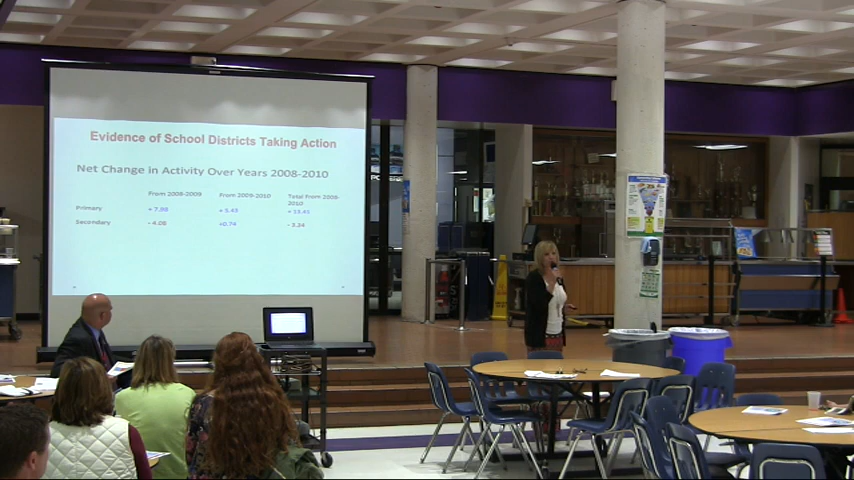 Evidence of School Districts Taking Action
Net Change in Activity Over Years 2008-2010
From 2008-2009 From 2009-2010 Total From 2008-
2010
Primary + 7.98 + 5.43 + 13.41
Secondary - 4.08 +0.74 - 3.34